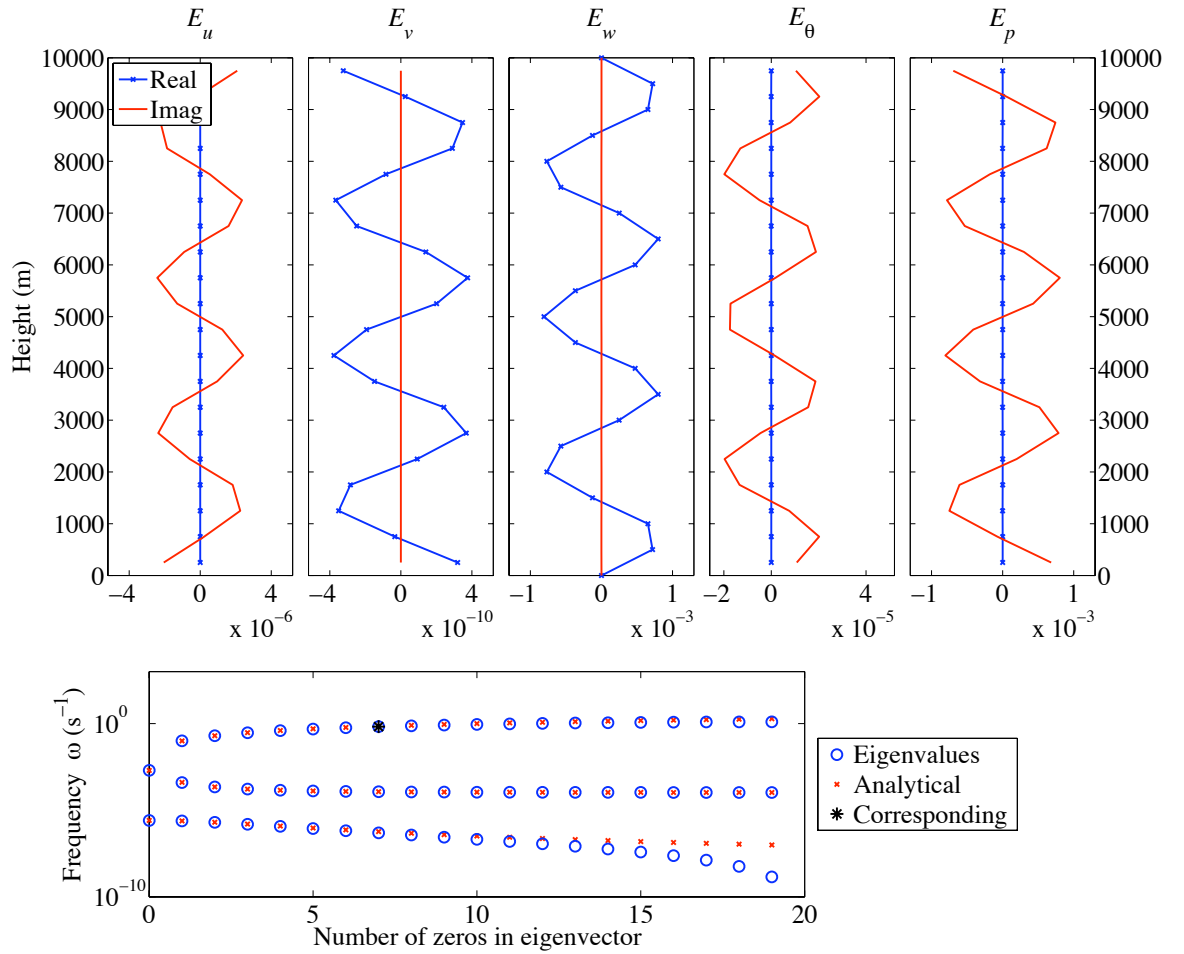 E_u E_v E_w E_θ E_p
Real
Imag
Height (m)
10000
9000
8000
7000
6000
5000
4000
3000
2000
1000
0
−4 0 4
x 10^−6
−4 0 4
x 10^−10
−1 0 1
x 10^−3
−2 0 2
x 10^−5
−1 0 1
x 10^−3
10000
9000
8000
7000
6000
5000
4000
3000
2000
1000
0
Frequency ω (s^−1)
10^0
10^−10
0 5 10 15 20
Number of zeros in eigenvector
Eigenvalues
Analytical
Corresponding